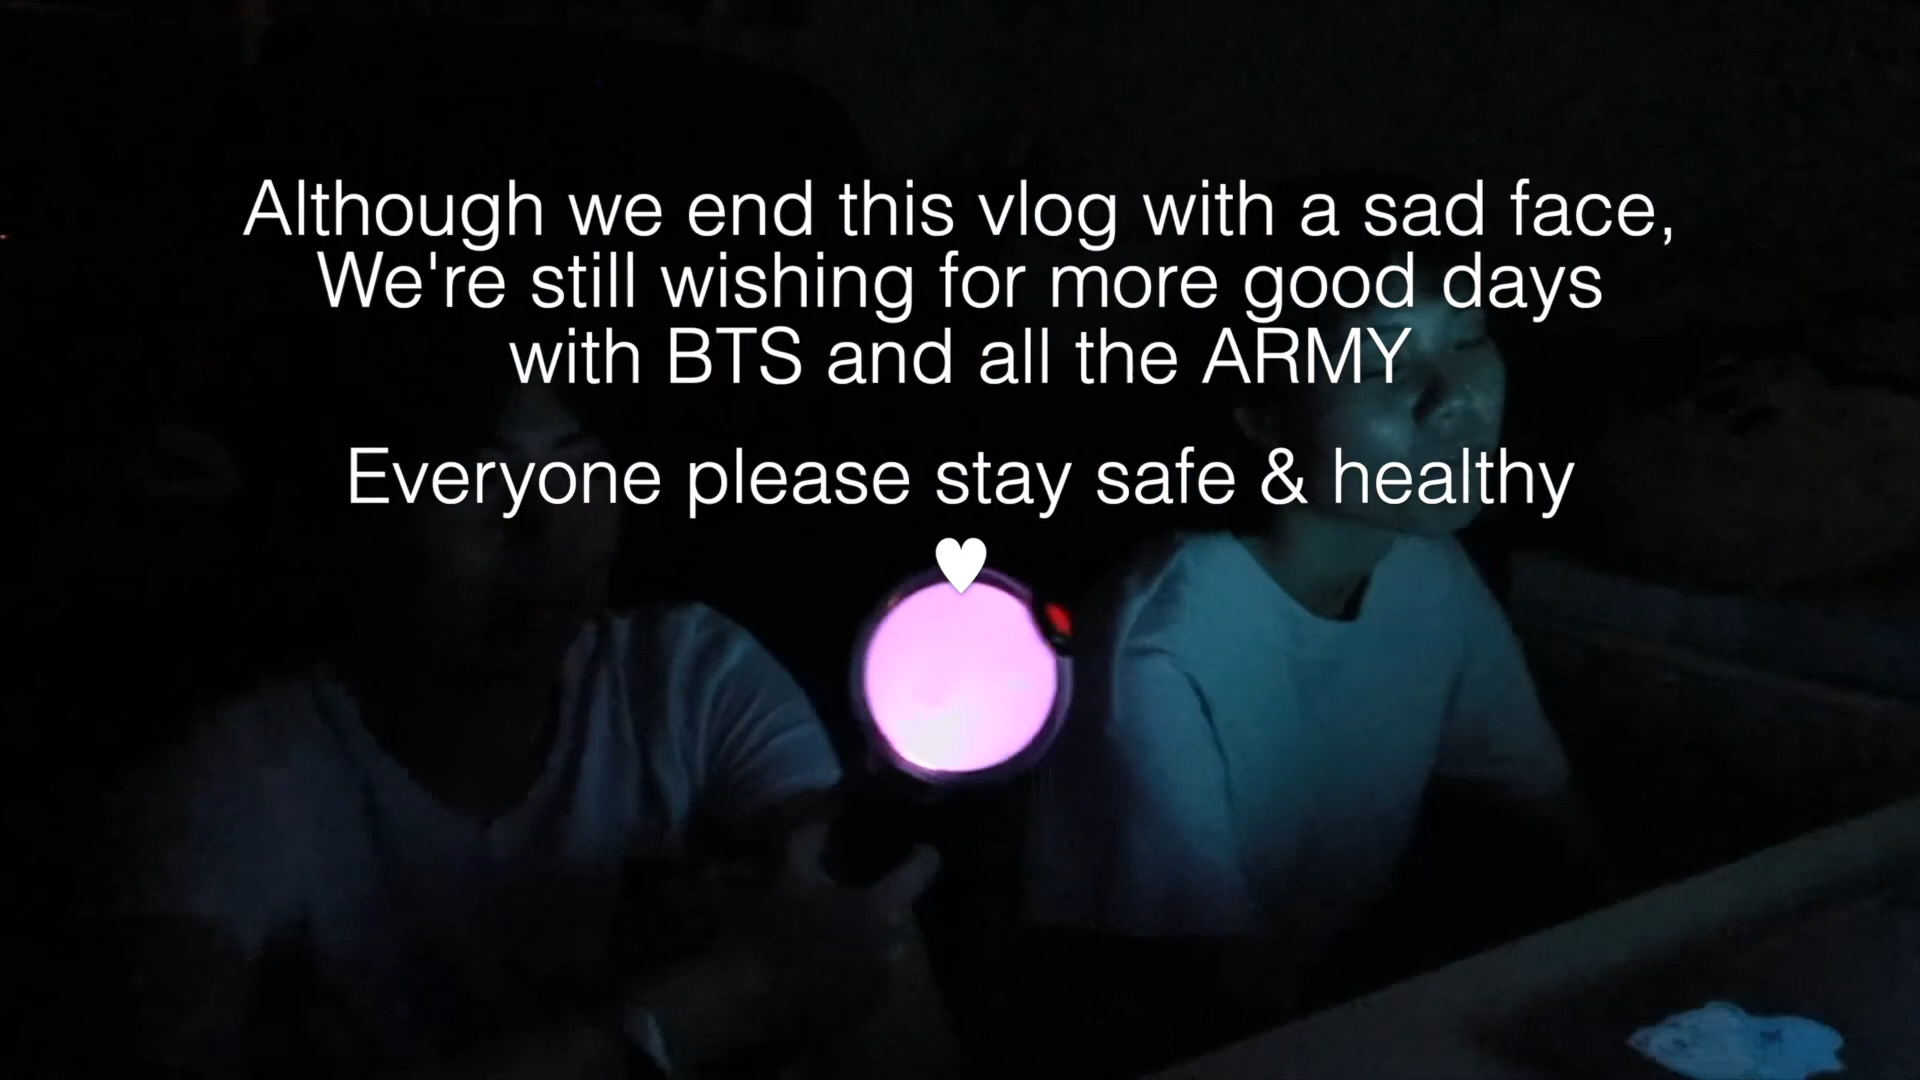 Although we end this vlog with a sad face,
We're still wishing for more good days
with BTS and all the ARMY
Everyone please stay safe & healthy
♥